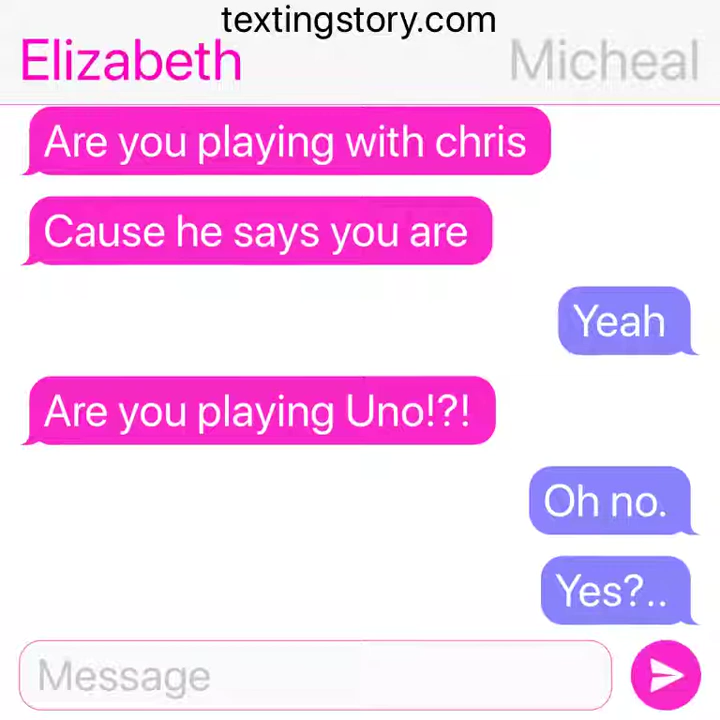 textingstory.com
Elizabeth Micheal
Are you playing with chris
Cause he says you are
Yeah
Are you playing Uno!?!
Oh no.
Yes?..
Message